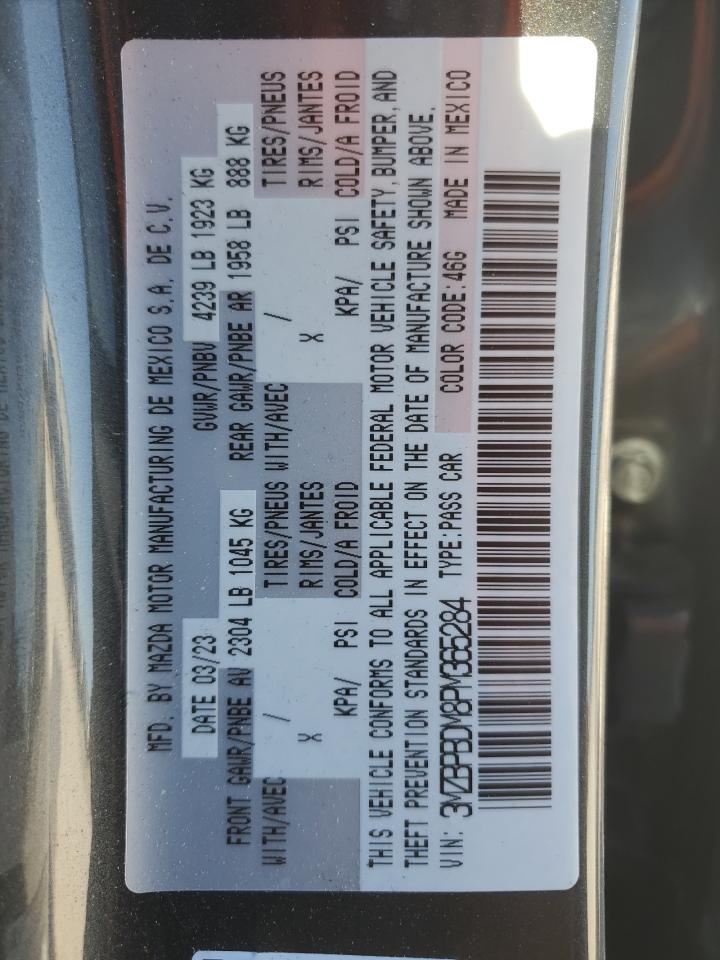 MFD. BY MAZDA MOTOR MANUFACTURING DE MEXICO S.A. DE C.V.
DATE 03/23 GVWR/PNBV 4239 LB 1923 KG
FRONT GAWR/PNBE AV 2304 LB 1045 KG REAR GAWR/PNBE AR 1958 LB 888 KG
WITH/AVEC / TIRES/PNEUS WITH/AVEC / TIRES/PNEUS
X RIMS/JANTES X RIMS/JANTES
KPA/ PSI COLD/A FROID KPA/ PSI COLD/A FROID
THIS VEHICLE CONFORMS TO ALL APPLICABLE FEDERAL MOTOR VEHICLE SAFETY, BUMPER, AND
THEFT PREVENTION STANDARDS IN EFFECT ON THE DATE OF MANUFACTURE SHOWN ABOVE.
VIN: 3MZBPBDM8PM365284 TYPE:PASS CAR COLOR CODE:46G MADE IN MEXICO